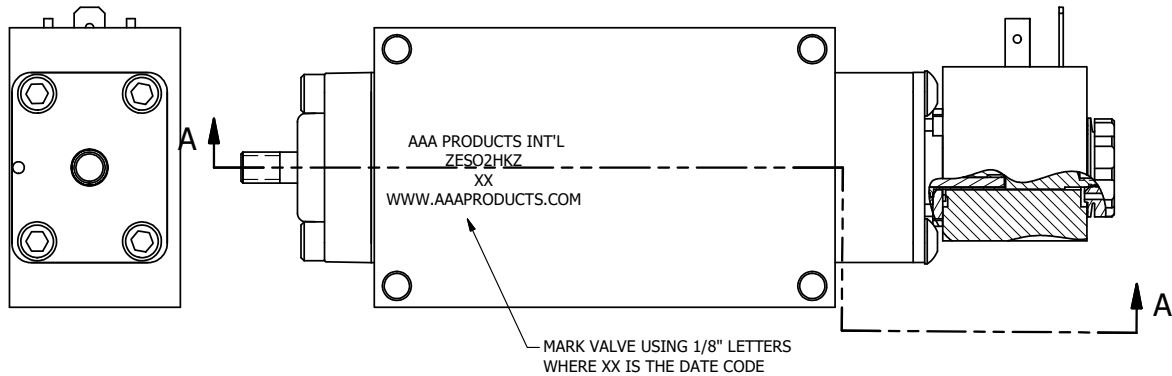 A
AAA PRODUCTS INT'L
ZESO2HKZ
XX
WWW.AAAPRODUCTS.COM
A
MARK VALVE USING 1/8" LETTERS
WHERE XX IS THE DATE CODE